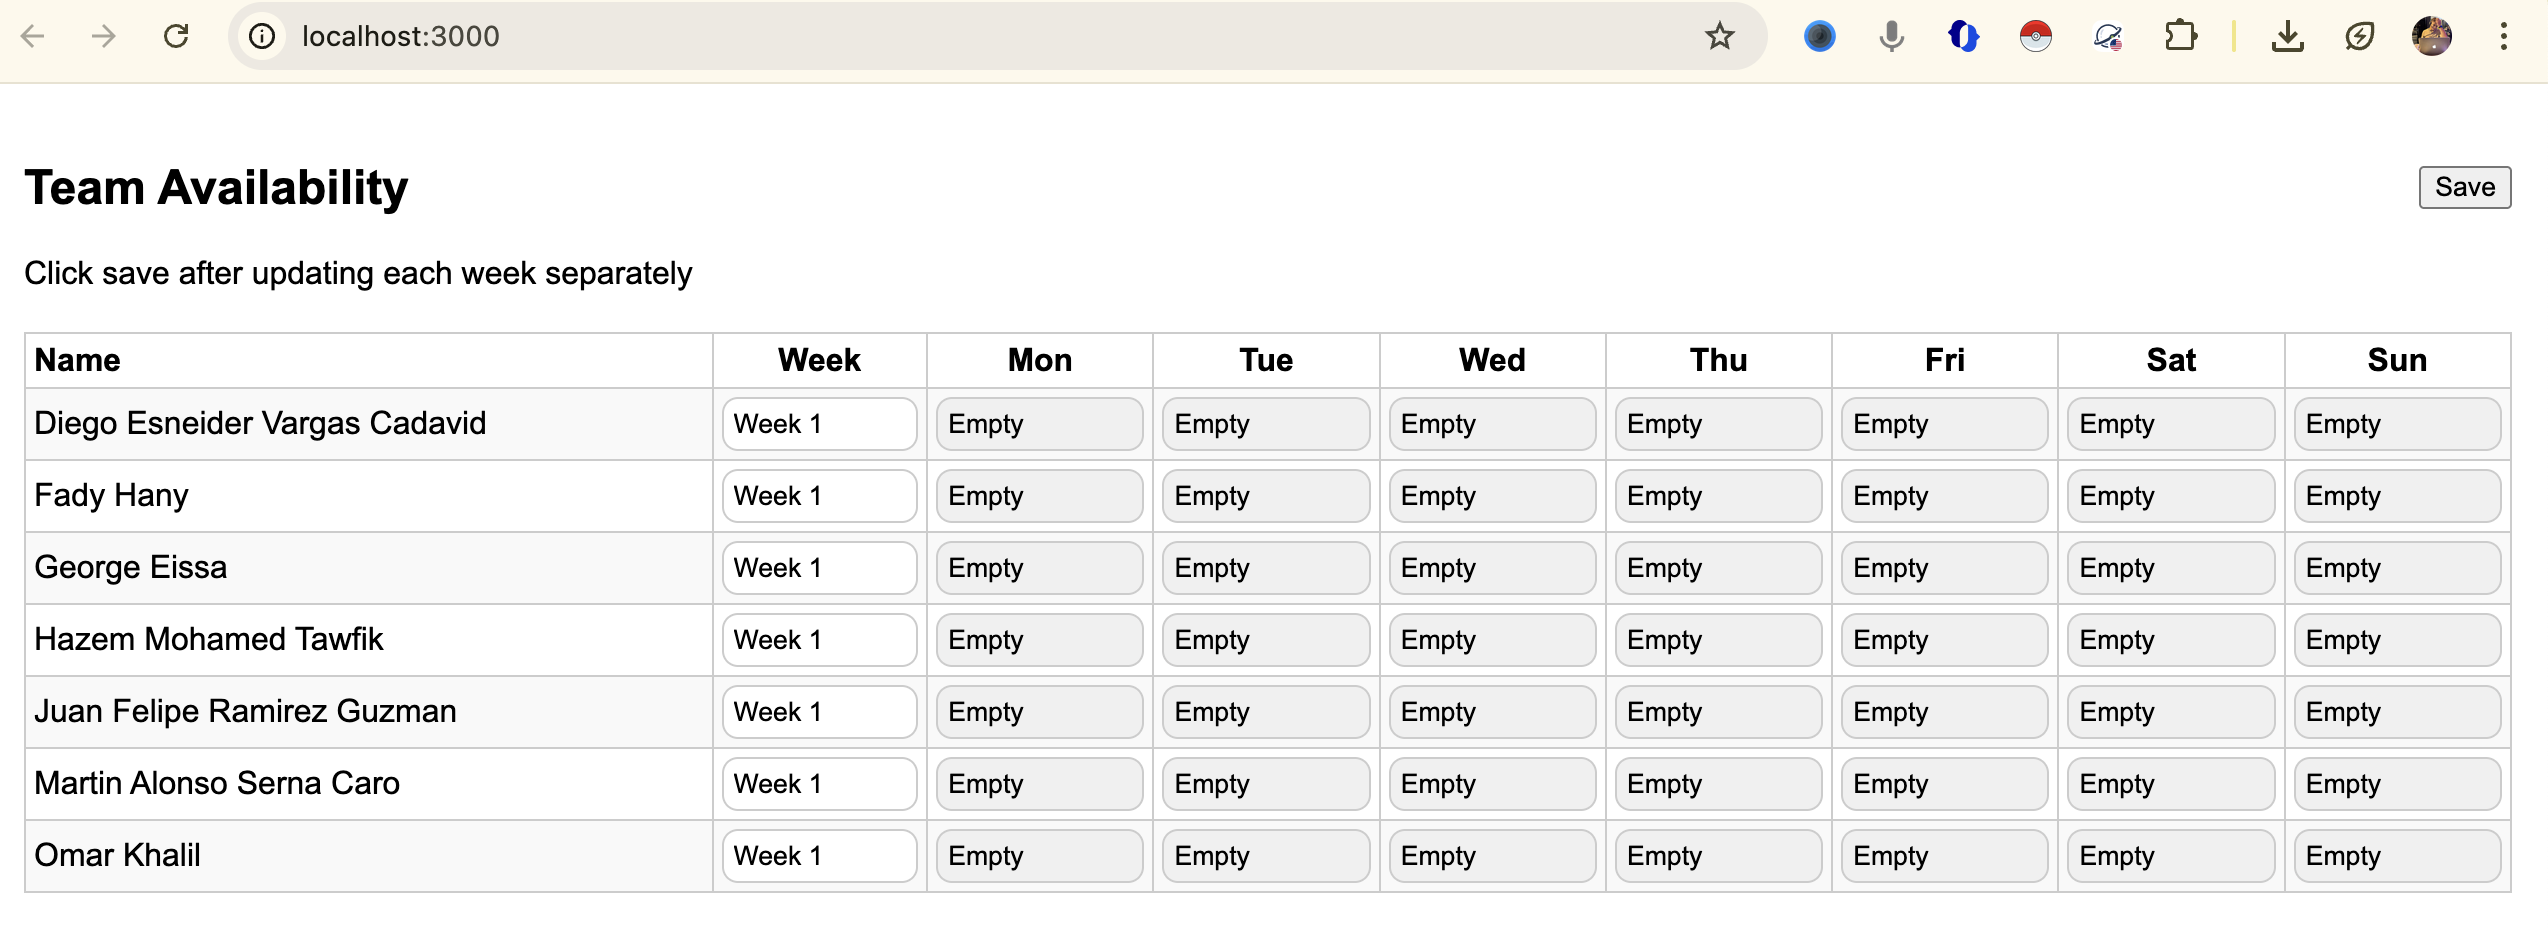 localhost:3000
Team Availability Save
Click save after updating each week separately
Name Week Mon Tue Wed Thu Fri Sat Sun
Diego Esneider Vargas Cadavid Week 1 Empty Empty Empty Empty Empty Empty Empty
Fady Hany Week 1 Empty Empty Empty Empty Empty Empty Empty
George Eissa Week 1 Empty Empty Empty Empty Empty Empty Empty
Hazem Mohamed Tawfik Week 1 Empty Empty Empty Empty Empty Empty Empty
Juan Felipe Ramirez Guzman Week 1 Empty Empty Empty Empty Empty Empty Empty
Martin Alonso Serna Caro Week 1 Empty Empty Empty Empty Empty Empty Empty
Omar Khalil Week 1 Empty Empty Empty Empty Empty Empty Empty